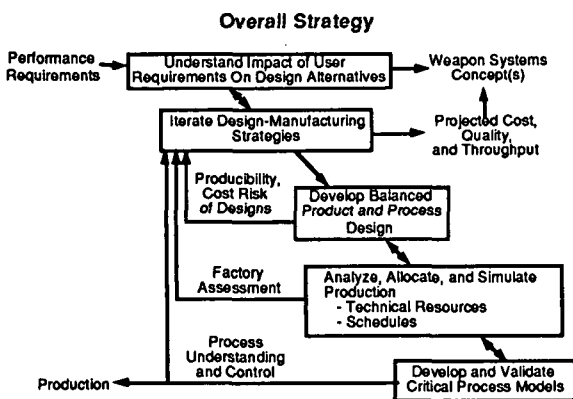 Overall Strategy
Performance
Requirements
Understand Impact of User
Requirements On Design Alternatives
Weapon Systems
Concept(s)
Iterate Design-Manufacturing
Strategies
Projected Cost,
Quality,
and Throughput
Producibility,
Cost Risk
of Designs
Develop Balanced
Product and Process
Design
Factory
Assessment
Analyze, Allocate, and Simulate
Production
- Technical Resources
- Schedules
Process
Understanding
and Control
Production
Develop and Validate
Critical Process Models